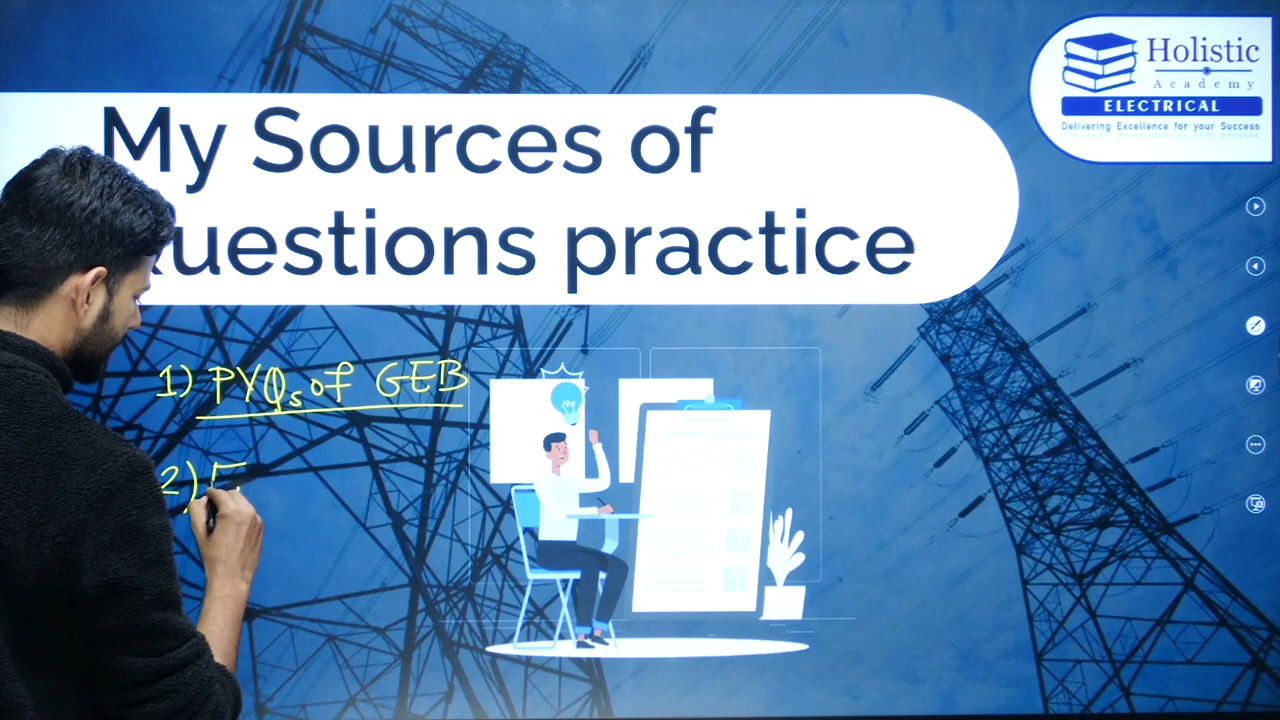 My Sources of
uestions practice
Holistic
Academy
ELECTRICAL
Delivering Excellence for your Success
1) PYQs of GEB
2)